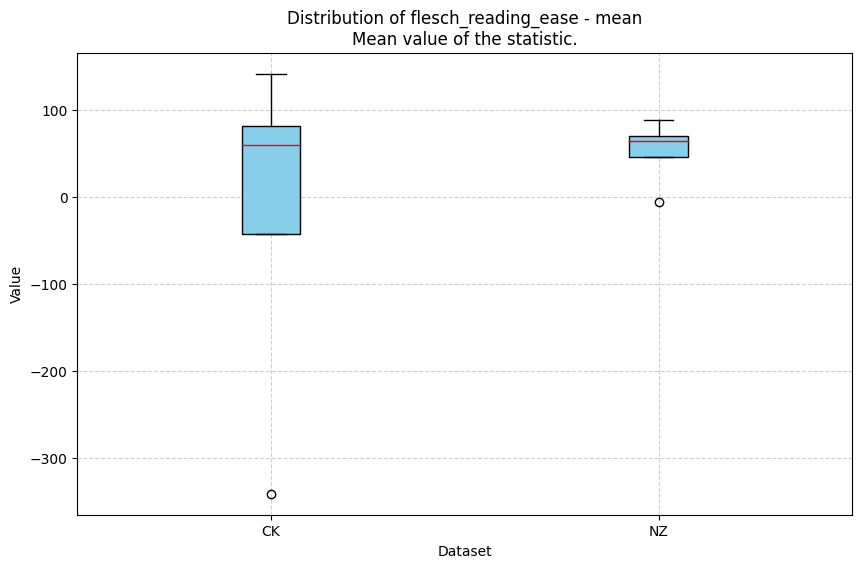 Distribution of flesch_reading_ease - mean
Mean value of the statistic.
Value
100
0
−100
−200
−300
CK
NZ
Dataset